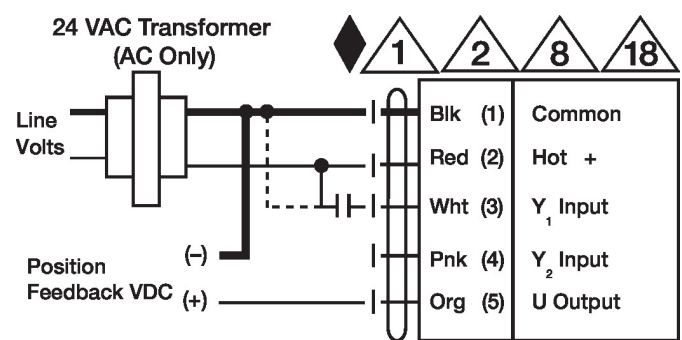 24 VAC Transformer
(AC Only)
1 2 8 18
Line
Volts
Blk (1) Common
Red (2) Hot +
Wht (3) Y1 Input
Pnk (4) Y2 Input
Org (5) U Output
Position
Feedback VDC
(–)
(+)